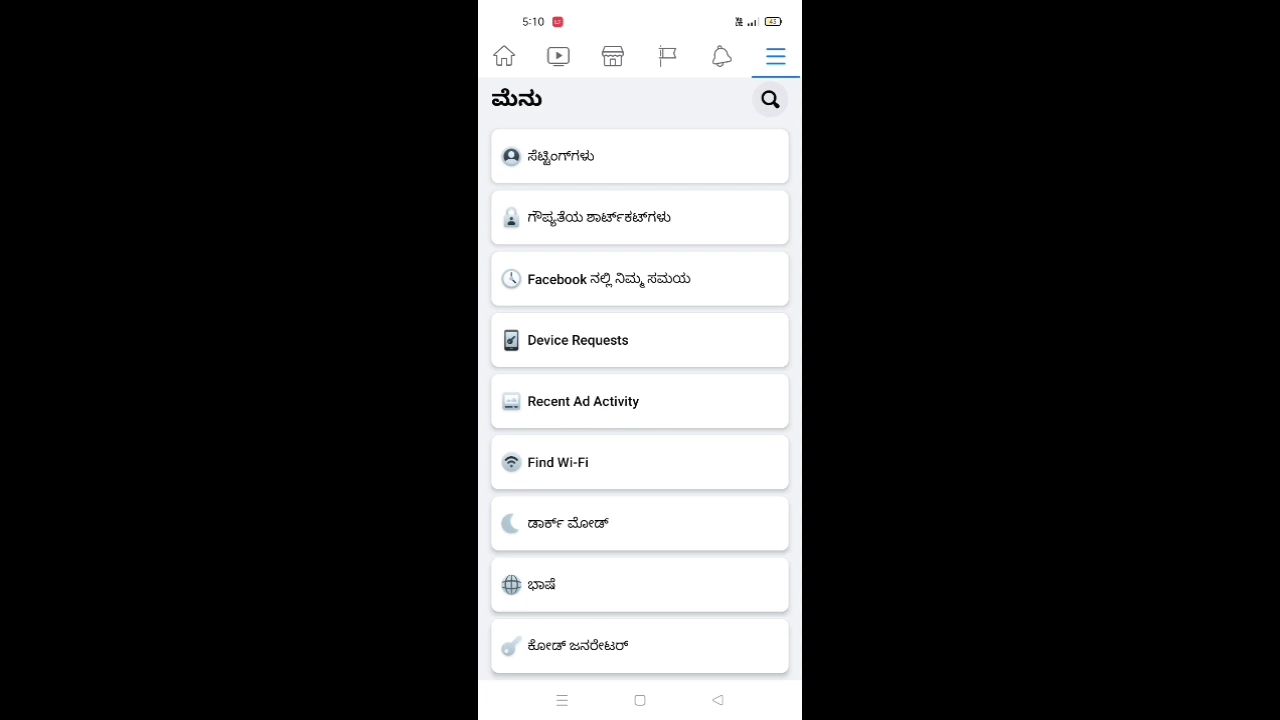 5:10
43
ಮೆನು
ಸೆಟ್ಟಿಂಗ್‌ಗಳು
ಗೌಪ್ಯತೆಯ ಶಾರ್ಟ್‌ಕಟ್‌ಗಳು
Facebook ನಲ್ಲಿ ನಿಮ್ಮ ಸಮಯ
Device Requests
Recent Ad Activity
Find Wi-Fi
ಡಾರ್ಕ್ ಮೋಡ್
ಭಾಷೆ
ಕೋಡ್ ಜನರೇಟರ್